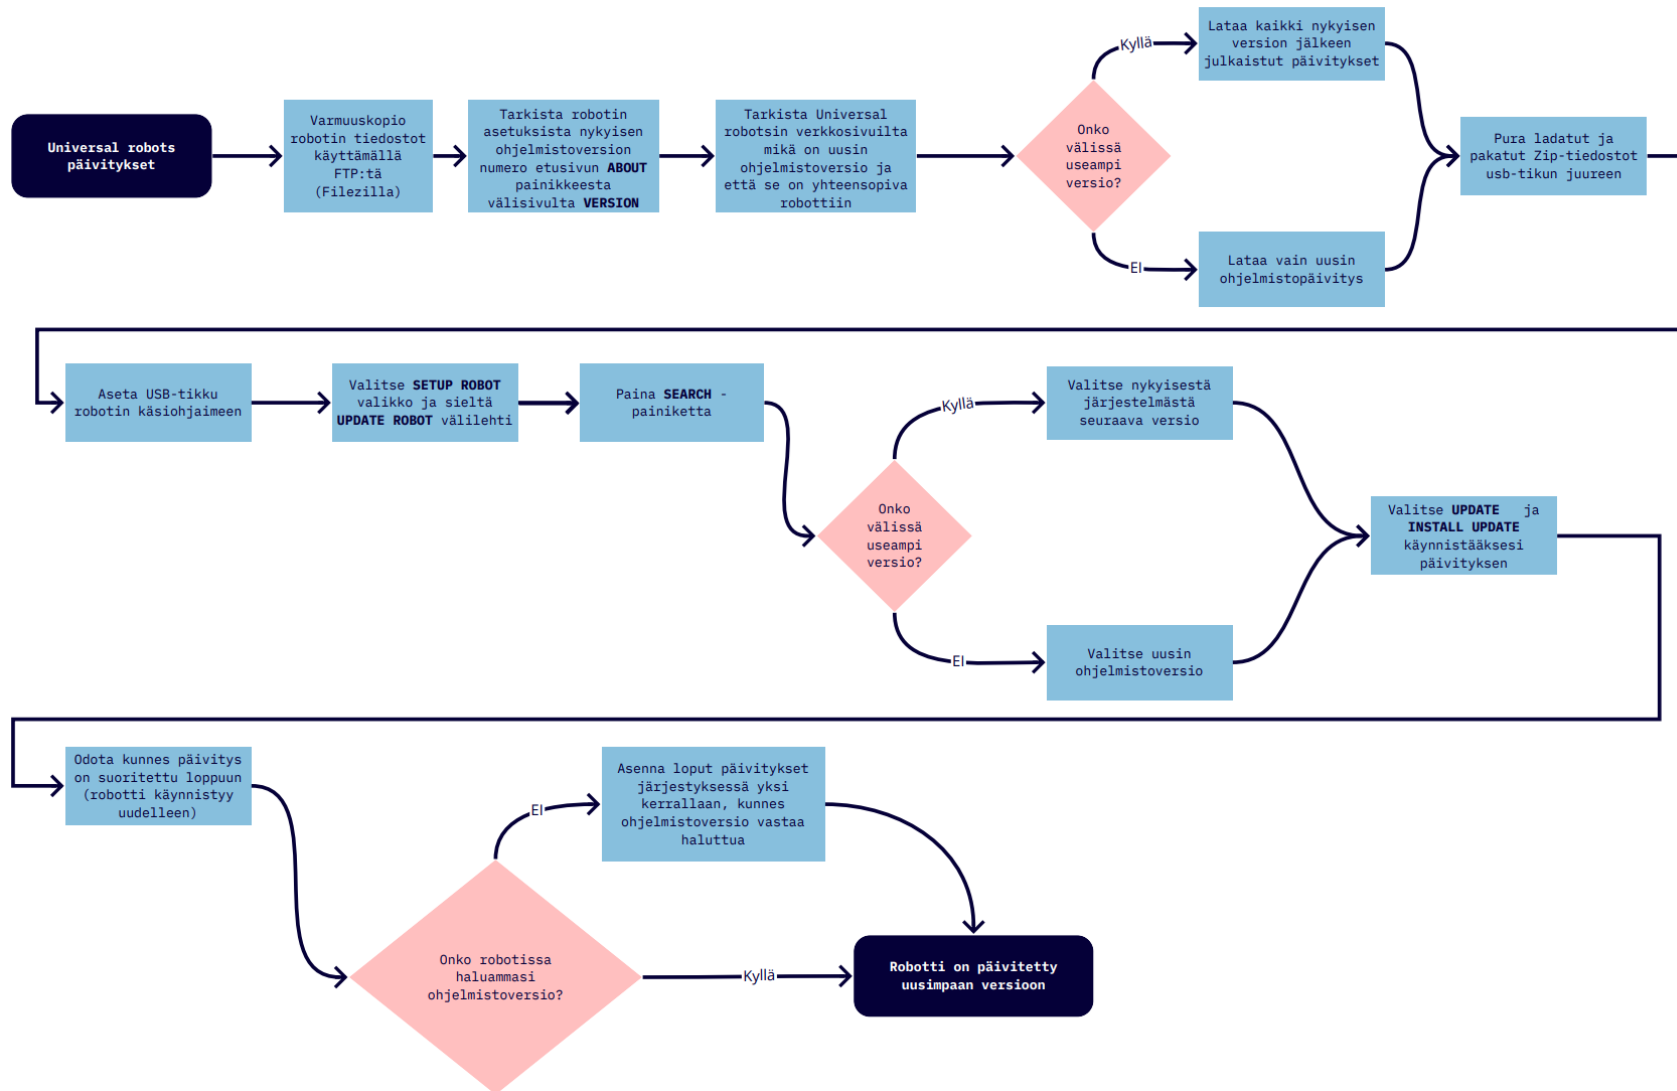 Universal robots
päivitykset
Varmuuskopio
robotin tiedostot
käyttämällä
FTP:tä
(Filezilla)
Tarkista robotin
asetuksista nykyisen
ohjelmistoversion
numero etusivun ABOUT
painikkeesta
välisivulta VERSION
Tarkista Universal
robotsin verkkosivuilta
mikä on uusin
ohjelmistoversio ja
että se on yhteensopiva
robottiin
Onko
välissä
useampi
versio?
Kyllä
Lataa kaikki nykyisen
version jälkeen
julkaistut päivitykset
EI
Lataa vain uusin
ohjelmistopäivitys
Pura ladatut ja
pakatut Zip-tiedostot
usb-tikun juureen
Aseta USB-tikku
robotin käsiohjaimeen
Valitse SETUP ROBOT
valikko ja sieltä
UPDATE ROBOT välilehti
Paina SEARCH -
painiketta
Onko
välissä
useampi
versio?
Kyllä
Valitse nykyisestä
järjestelmästä
seuraava versio
EI
Valitse uusin
ohjelmistoversio
Valitse UPDATE ja
INSTALL UPDATE
käynnistääksesi
päivityksen
Odota kunnes päivitys
on suoritettu loppuun
(robotti käynnistyy
uudelleen)
Onko robotissa
haluammasi
ohjelmistoversio?
EI
Asenna loput päivitykset
järjestyksessä yksi
kerrallaan, kunnes
ohjelmistoversio vastaa
haluttua
Kyllä
Robotti on päivitetty
uusimpaan versioon